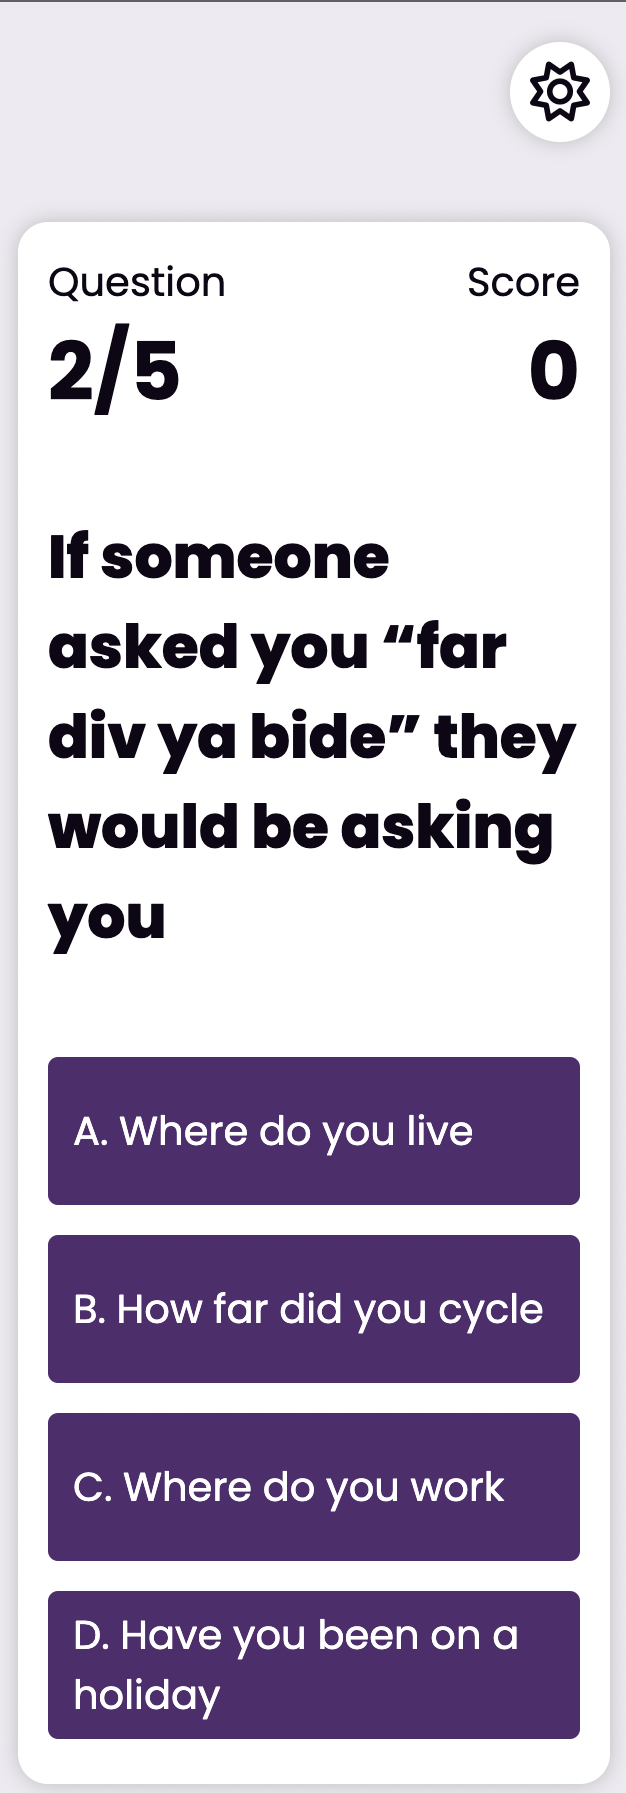 Question Score
2/5 0
If someone
asked you “far
div ya bide” they
would be asking
you
A. Where do you live
B. How far did you cycle
C. Where do you work
D. Have you been on a
holiday